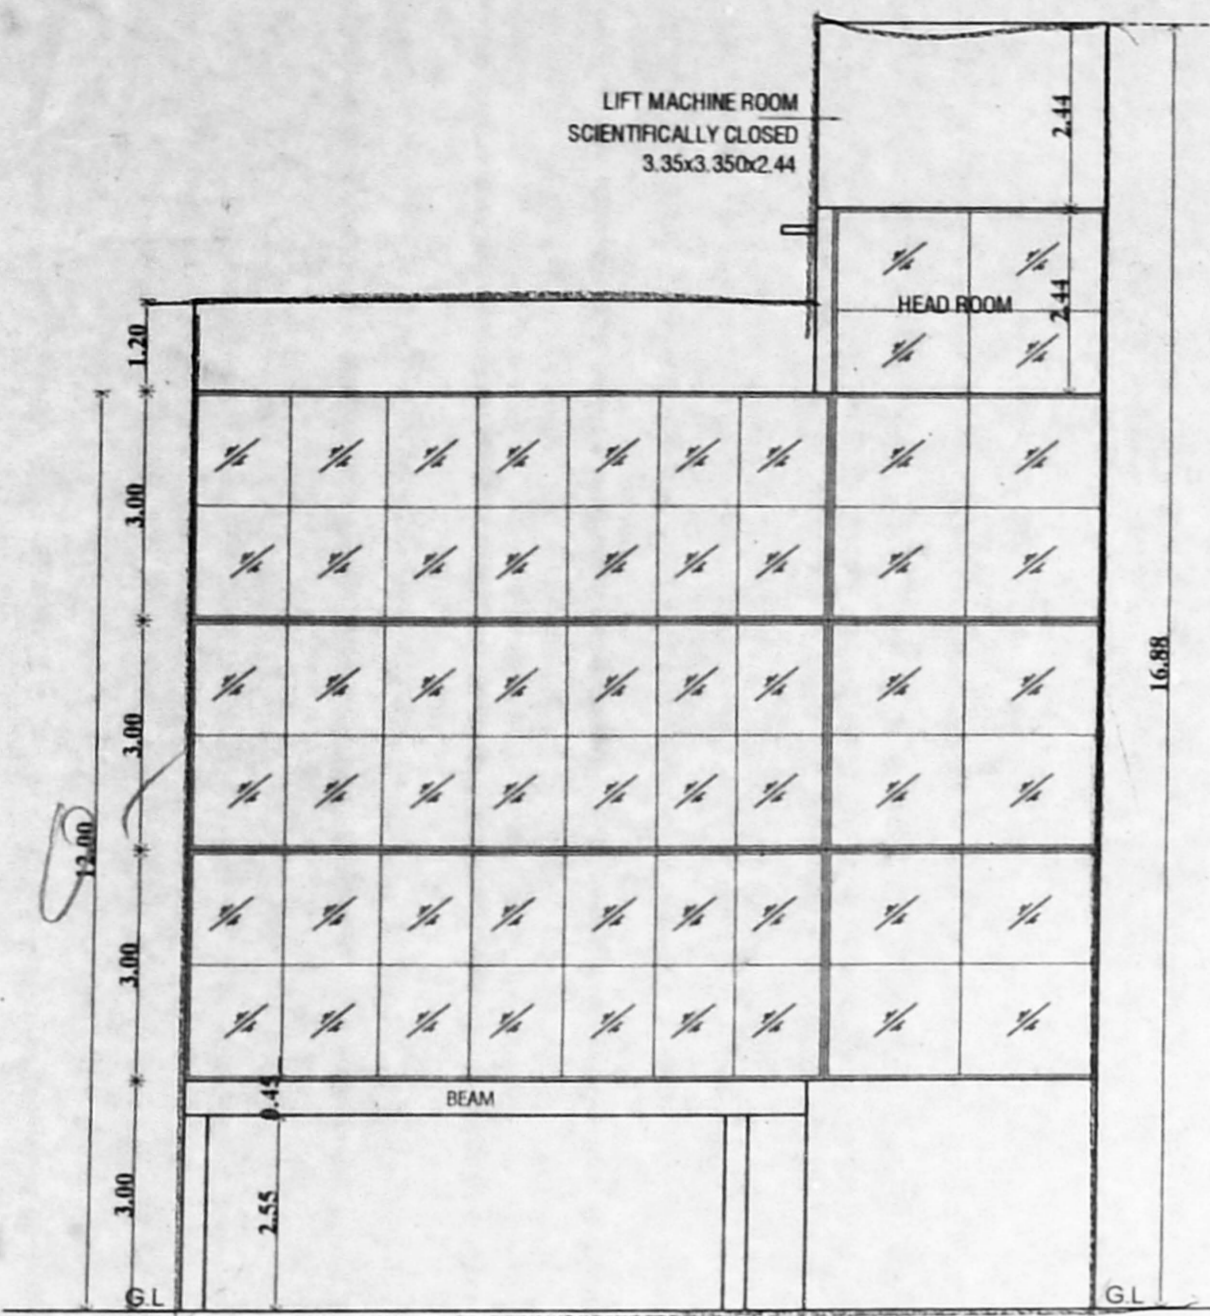 LIFT MACHINE ROOM
SCIENTIFICALLY CLOSED
3.35x3.350x2.44
2.44
HEAD ROOM
2.44
1.20
3.00
3.00
12.00
16.88
3.00
0.45
BEAM
3.00
2.55
G.L
G.L